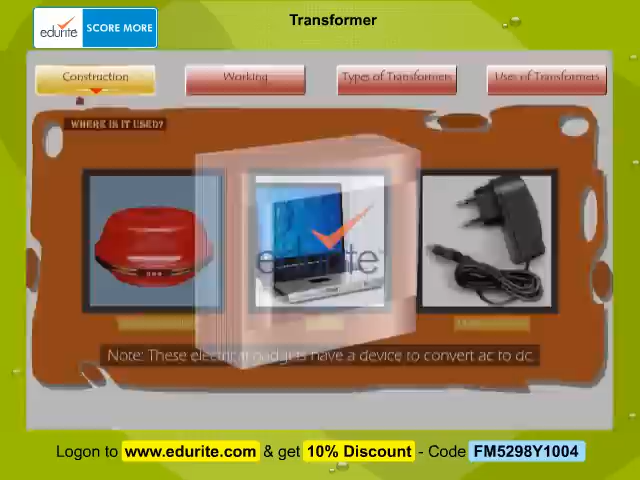 Transformer
edurite SCORE MORE
Construction
Working
Types of Transformers
Uses of Transformers
WHERE IS IT USED?
edurite
Note: These electrical gadgets have a device to convert ac to dc.
Logon to www.edurite.com & get 10% Discount - Code FM5298Y1004